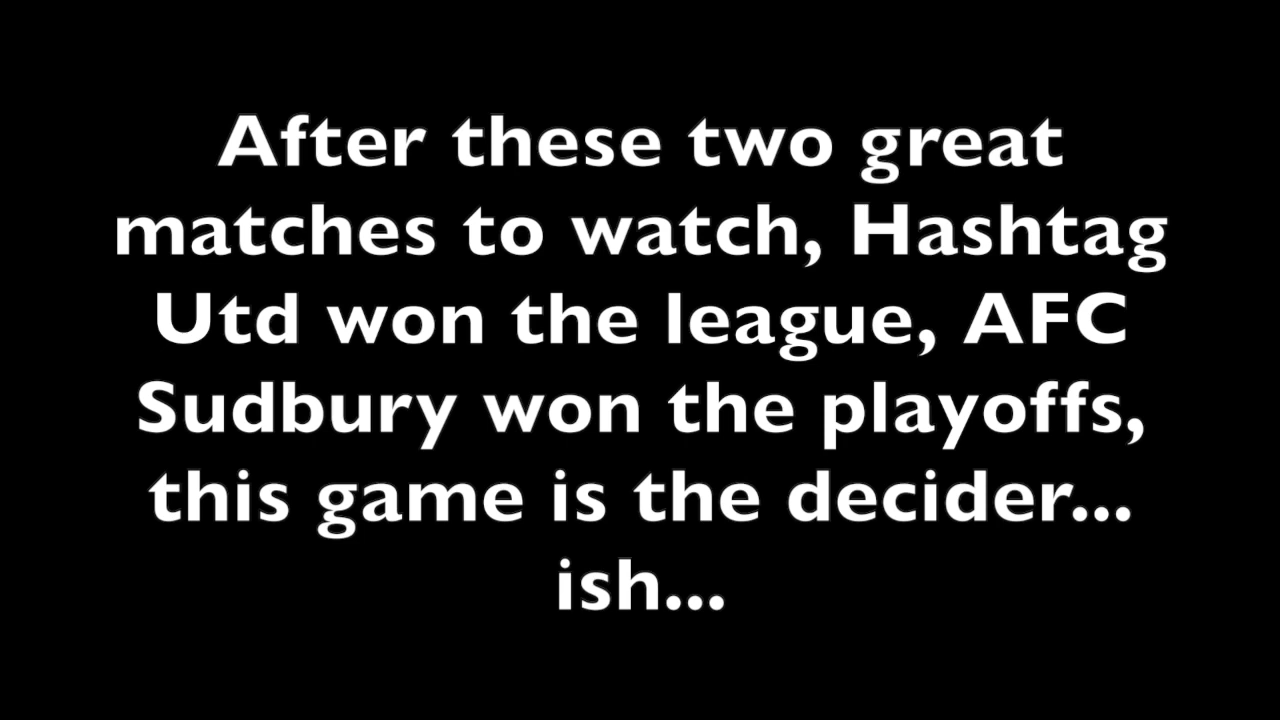 After these two great
matches to watch, Hashtag
Utd won the league, AFC
Sudbury won the playoffs,
this game is the decider...
ish...